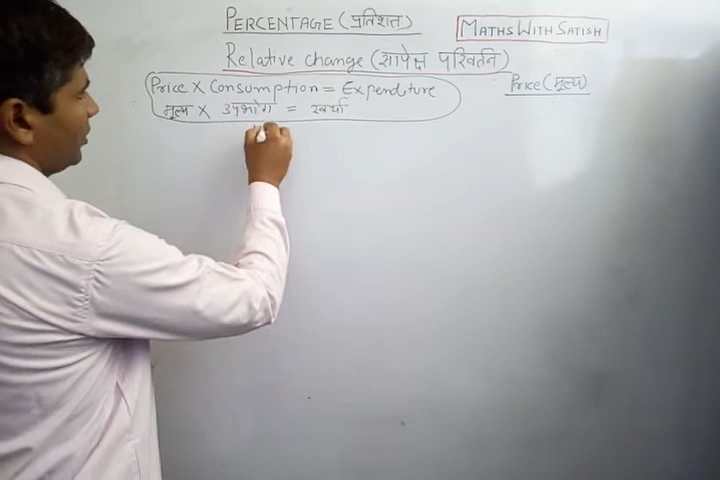 PERCENTAGE (प्रतिशत)
MATHS WITH SATISH
Relative change (सापेक्ष परिवर्तन)
Price X Consumption = Expenditure
मूल्य X उपभोग = खर्चा
Price (मूल्य)